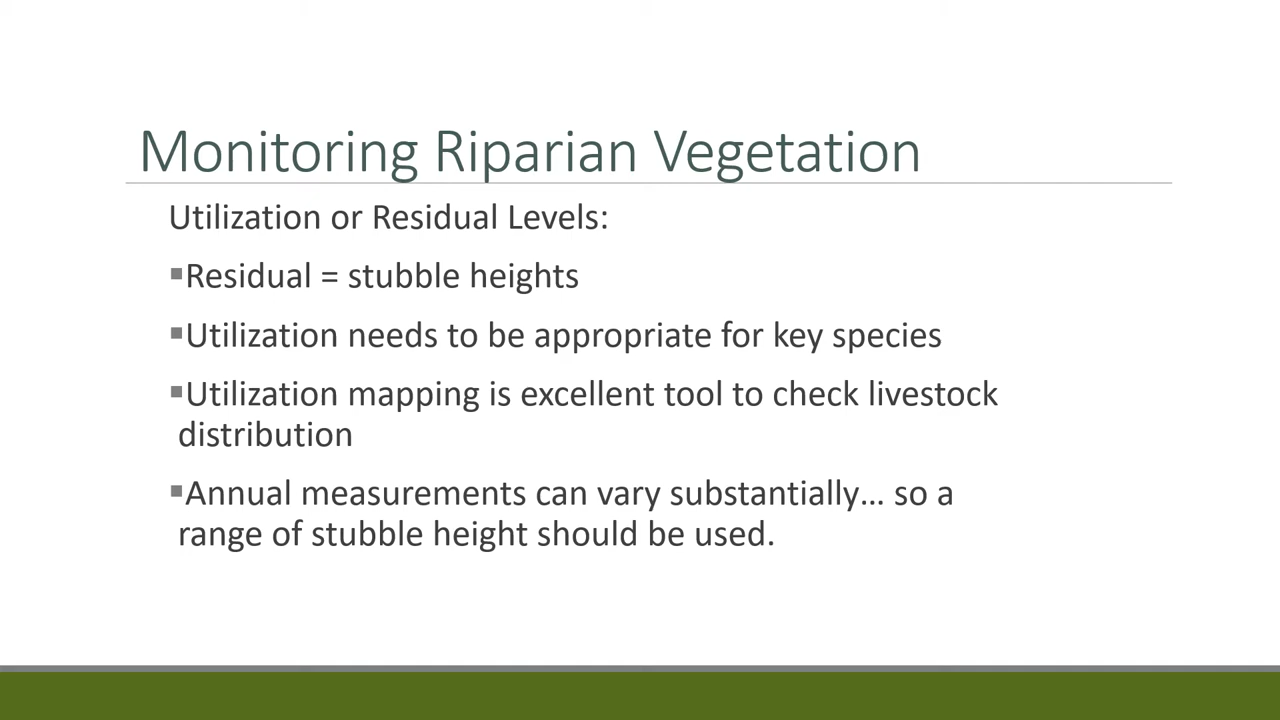 Monitoring Riparian Vegetation
Utilization or Residual Levels:
▪Residual = stubble heights
▪Utilization needs to be appropriate for key species
▪Utilization mapping is excellent tool to check livestock
distribution
▪Annual measurements can vary substantially… so a
range of stubble height should be used.